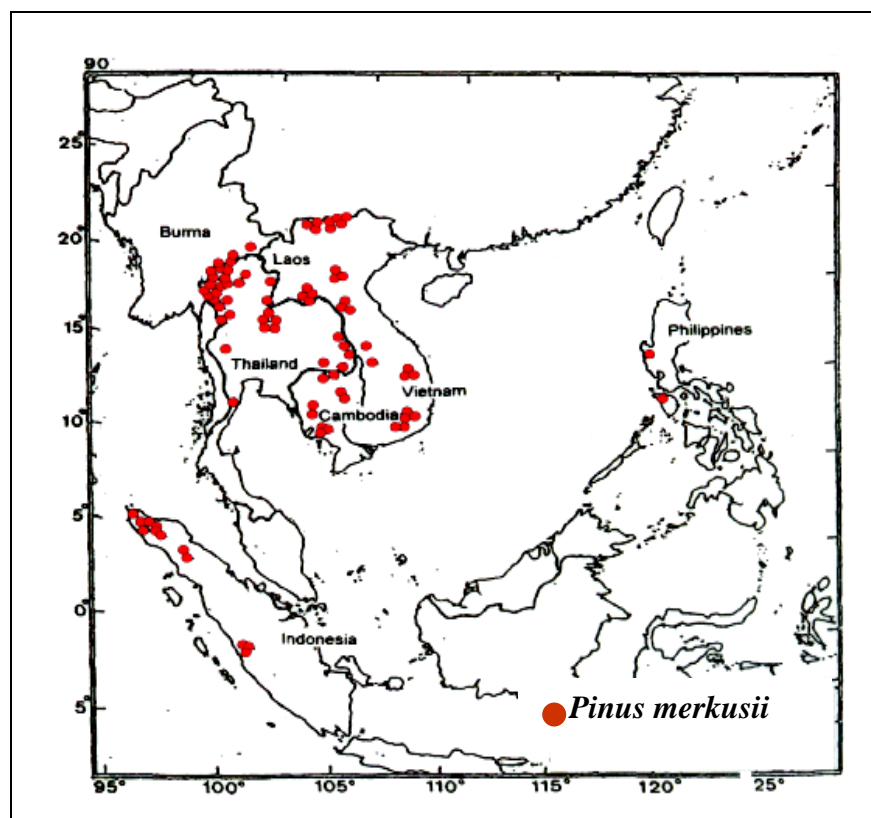 90
25°
20°
15°
10°
5°
0°
5°
Burma
Laos
Thailand
Vietnam
Cambodia
Philippines
Indonesia
Pinus merkusii
95°
100°
105°
110°
115°
120°
25°